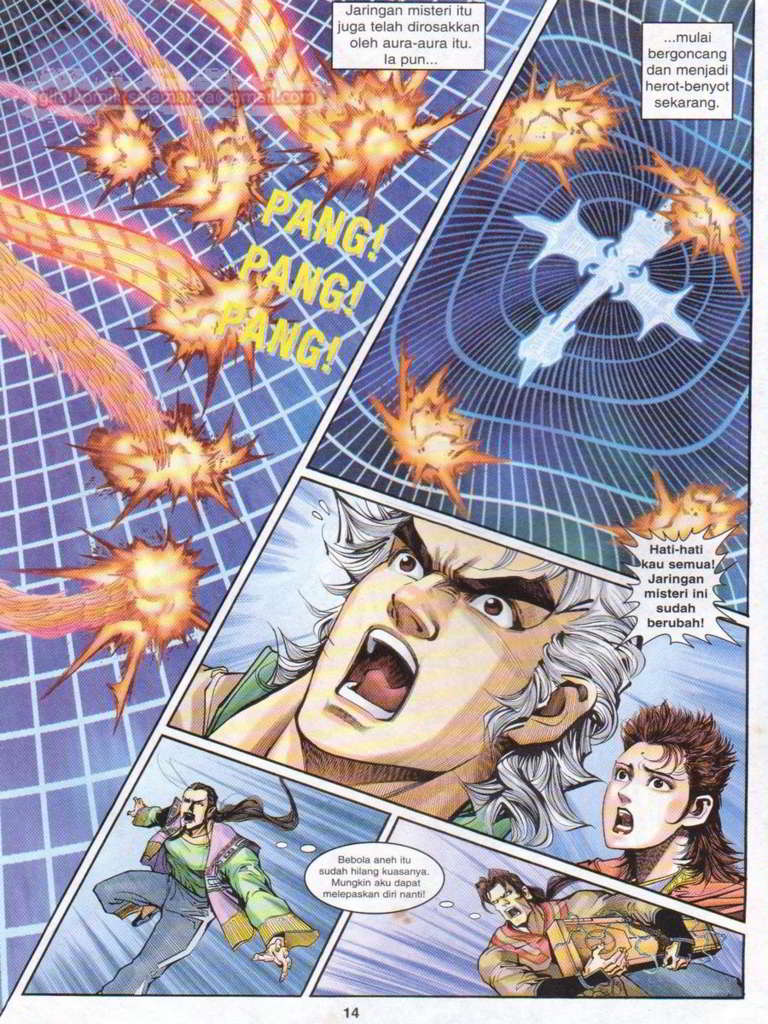 Jaringan misteri itu
juga telah dirosakkan
oleh aura-aura itu.
Ia pun...
...mulai
bergoncang
dan menjadi
herot-benyot
sekarang.
PANG!
PANG!
PANG!
Hati-hati
kau semua!
Jaringan
misteri ini
sudah
berubah!
Bebola aneh itu
sudah hilang kuasanya.
Mungkin aku dapat
melepaskan diri nanti!
14